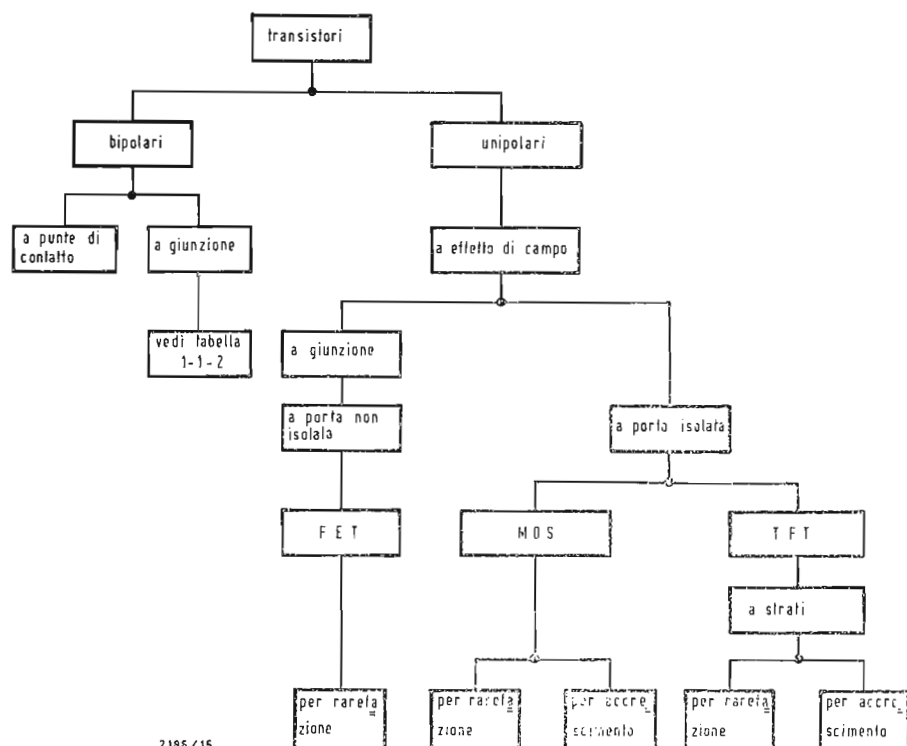 transistori
bipolari
unipolari
a punte di
contatto
a giunzione
a effetto di campo
vedi tabella
1-1-2
a giunzione
a porta non
isolata
a porta isolata
FET
MOS
TFT
a strati
per rarefa
zione
per rarefa
zione
per accre
scimento
per rarefa
zione
per accre
scimento
2195/15